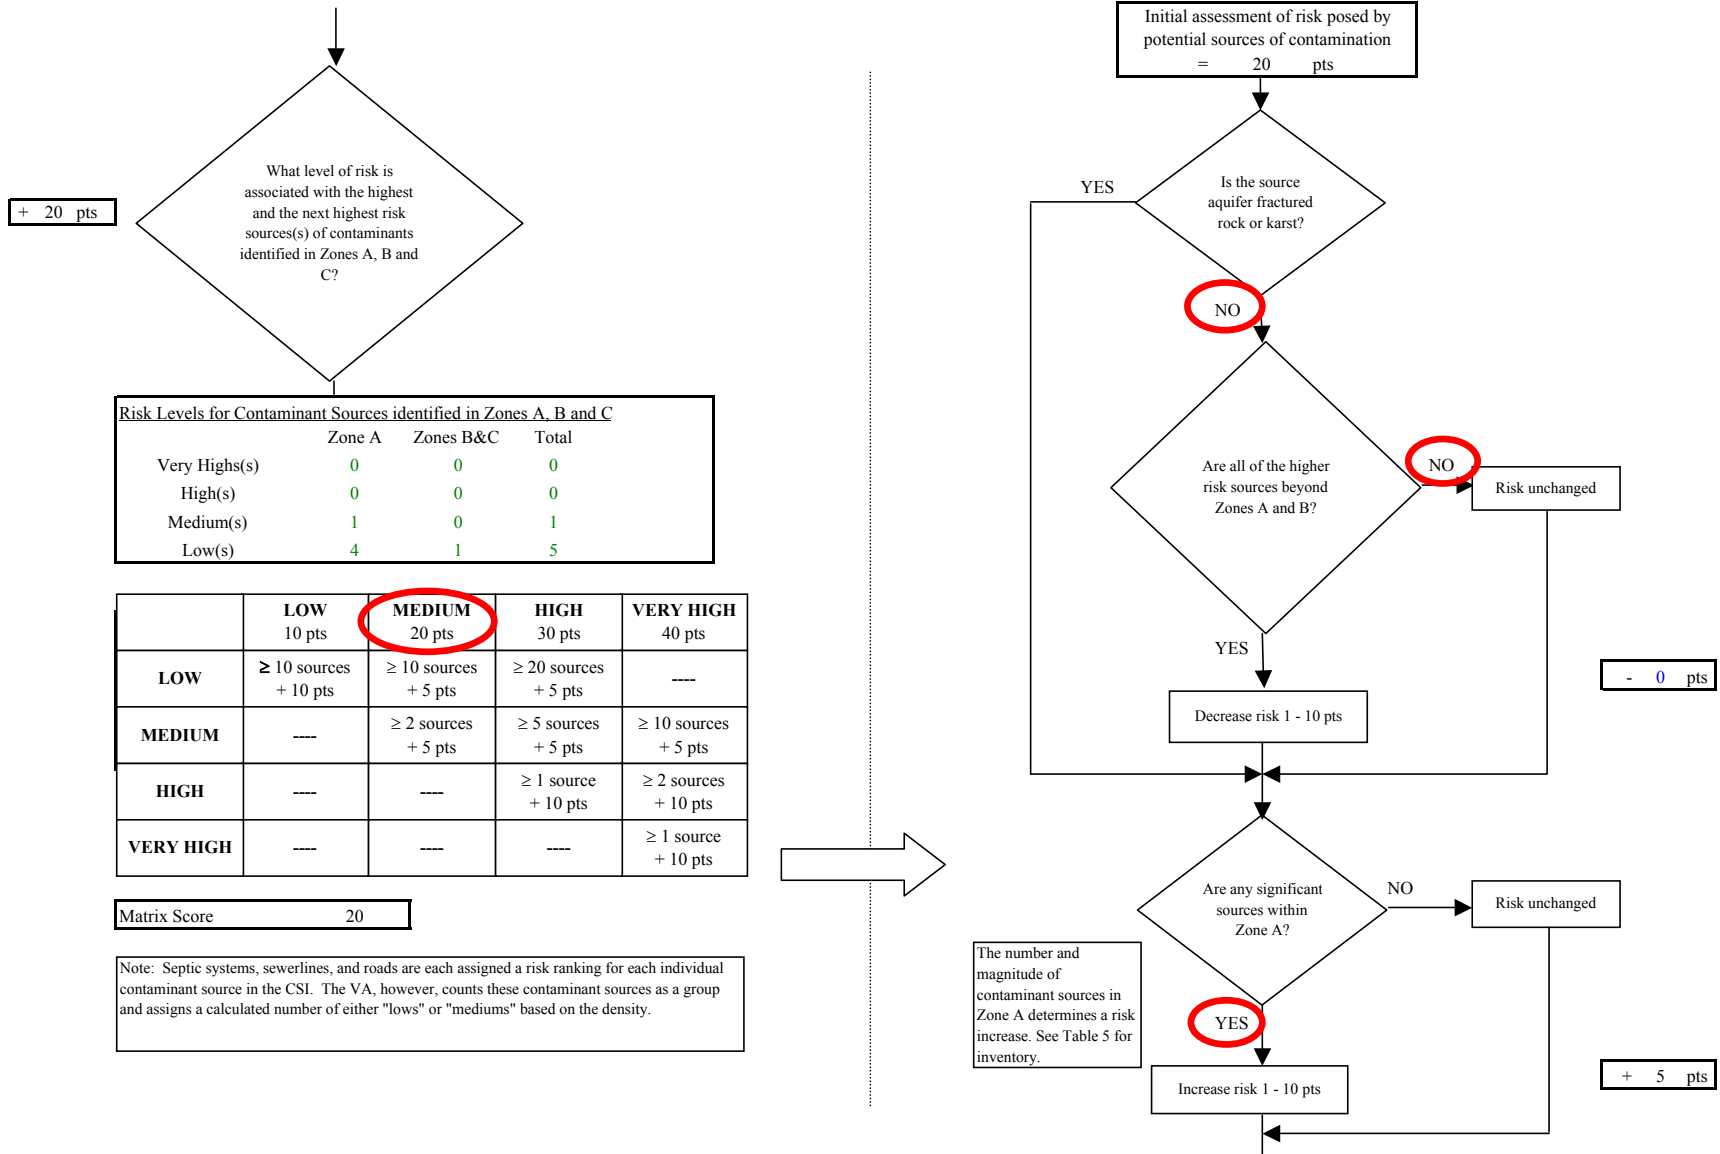 + 20 pts
What level of risk is
associated with the highest
and the next highest risk
sources(s) of contaminants
identified in Zones A, B and
C?
Risk Levels for Contaminant Sources identified in Zones A, B and C
Zone A Zones B&C Total
Very Highs(s) 0 0 0
High(s) 0 0 0
Medium(s) 1 0 1
Low(s) 4 1 5
LOW MEDIUM HIGH VERY HIGH
10 pts 20 pts 30 pts 40 pts
LOW ≥ 10 sources ≥ 10 sources ≥ 20 sources ----
+ 10 pts + 5 pts + 5 pts
MEDIUM ---- ≥ 2 sources ≥ 5 sources ≥ 10 sources
+ 5 pts + 5 pts + 5 pts
HIGH ---- ---- ≥ 1 source ≥ 2 sources
+ 10 pts + 10 pts
VERY HIGH ---- ---- ---- ≥ 1 source
+ 10 pts
Matrix Score 20
Note: Septic systems, sewerlines, and roads are each assigned a risk ranking for each individual
contaminant source in the CSI. The VA, however, counts these contaminant sources as a group
and assigns a calculated number of either "lows" or "mediums" based on the density.
Initial assessment of risk posed by
potential sources of contamination
= 20 pts
YES
Is the source
aquifer fractured
rock or karst?
NO
Are all of the higher
risk sources beyond
Zones A and B?
NO
Risk unchanged
YES
- 0 pts
Decrease risk 1 - 10 pts
Are any significant
sources within
Zone A?
NO
Risk unchanged
The number and
magnitude of
contaminant sources in
Zone A determines a risk
increase. See Table 5 for
inventory.
YES
+ 5 pts
Increase risk 1 - 10 pts